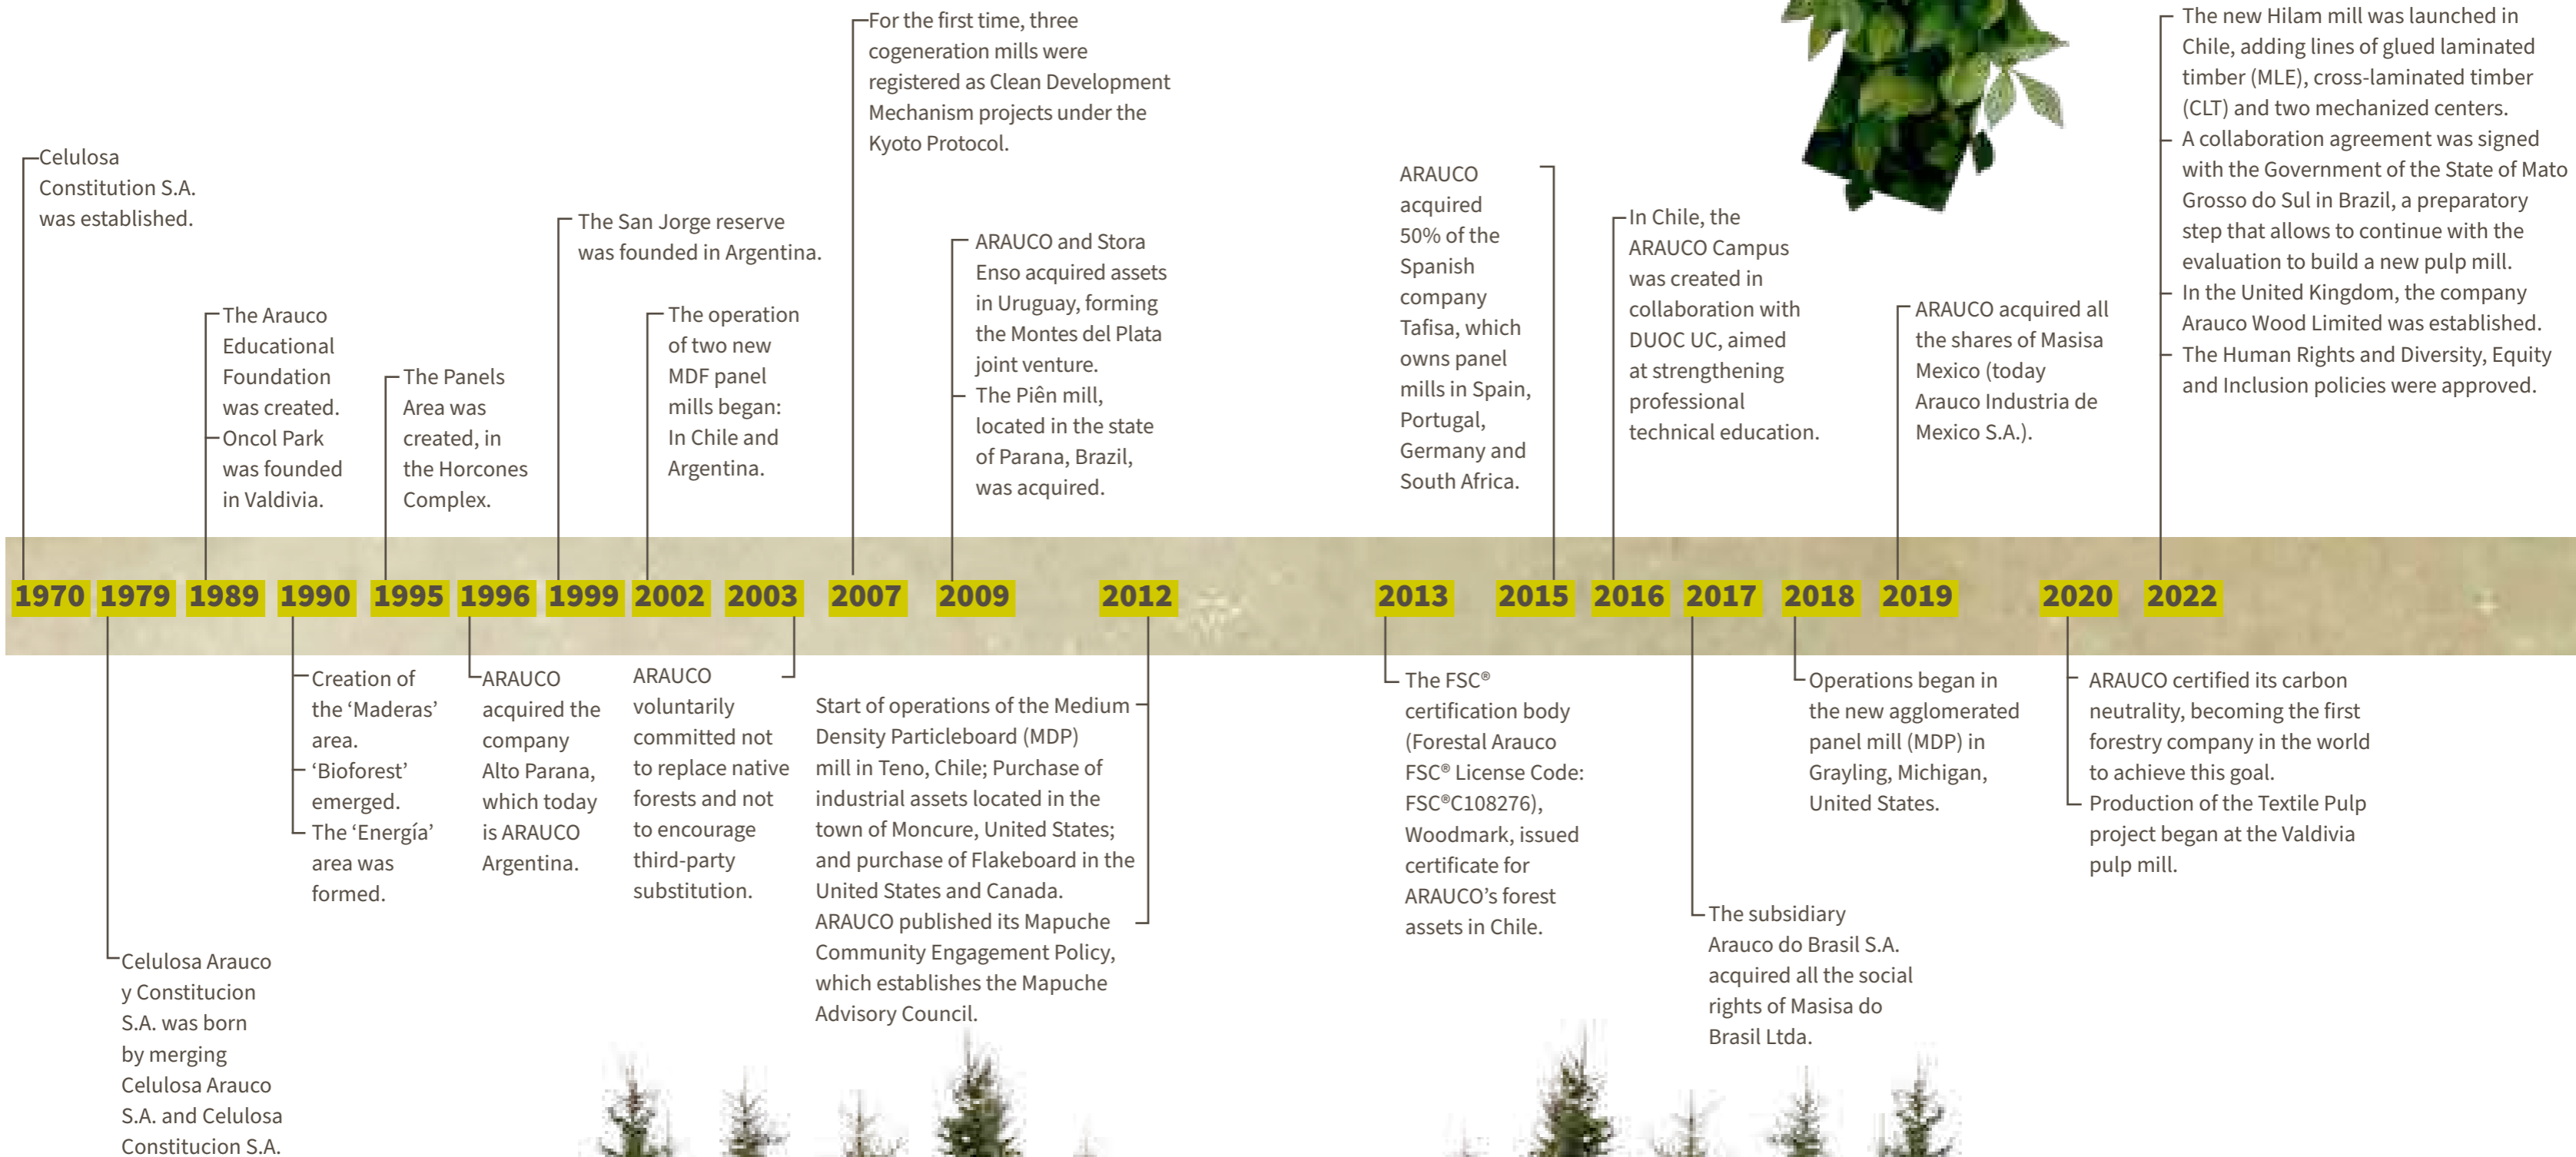 Celulosa
Constitution S.A.
was established.
The Arauco
Educational
Foundation
was created.
Oncol Park
was founded
in Valdivia.
The Panels
Area was
created, in
the Horcones
Complex.
The San Jorge reserve
was founded in Argentina.
The operation
of two new
MDF panel
mills began:
In Chile and
Argentina.
For the first time, three
cogeneration mills were
registered as Clean Development
Mechanism projects under the
Kyoto Protocol.
ARAUCO and Stora
Enso acquired assets
in Uruguay, forming
the Montes del Plata
joint venture.
The Piên mill,
located in the state
of Parana, Brazil,
was acquired.
ARAUCO
acquired
50% of the
Spanish
company
Tafisa, which
owns panel
mills in Spain,
Portugal,
Germany and
South Africa.
In Chile, the
ARAUCO Campus
was created in
collaboration with
DUOC UC, aimed
at strengthening
professional
technical education.
ARAUCO acquired all
the shares of Masisa
Mexico (today
Arauco Industria de
Mexico S.A.).
The new Hilam mill was launched in
Chile, adding lines of glued laminated
timber (MLE), cross-laminated timber
(CLT) and two mechanized centers.
A collaboration agreement was signed
with the Government of the State of Mato
Grosso do Sul in Brazil, a preparatory
step that allows to continue with the
evaluation to build a new pulp mill.
In the United Kingdom, the company
Arauco Wood Limited was established.
The Human Rights and Diversity, Equity
and Inclusion policies were approved.
1970 1979 1989 1990 1995 1996 1999 2002 2003 2007 2009 2012 2013 2015 2016 2017 2018 2019 2020 2022
Celulosa Arauco
y Constitucion
S.A. was born
by merging
Celulosa Arauco
S.A. and Celulosa
Constitucion S.A.
Creation of
the ‘Maderas’
area.
‘Bioforest’
emerged.
The ‘Energía’
area was
formed.
ARAUCO
acquired the
company
Alto Parana,
which today
is ARAUCO
Argentina.
ARAUCO
voluntarily
committed not
to replace native
forests and not
to encourage
third-party
substitution.
Start of operations of the Medium
Density Particleboard (MDP)
mill in Teno, Chile; Purchase of
industrial assets located in the
town of Moncure, United States;
and purchase of Flakeboard in the
United States and Canada.
ARAUCO published its Mapuche
Community Engagement Policy,
which establishes the Mapuche
Advisory Council.
The FSC®
certification body
(Forestal Arauco
FSC® License Code:
FSC®C108276),
Woodmark, issued
certificate for
ARAUCO’s forest
assets in Chile.
The subsidiary
Arauco do Brasil S.A.
acquired all the social
rights of Masisa do
Brasil Ltda.
Operations began in
the new agglomerated
panel mill (MDP) in
Grayling, Michigan,
United States.
ARAUCO certified its carbon
neutrality, becoming the first
forestry company in the world
to achieve this goal.
Production of the Textile Pulp
project began at the Valdivia
pulp mill.